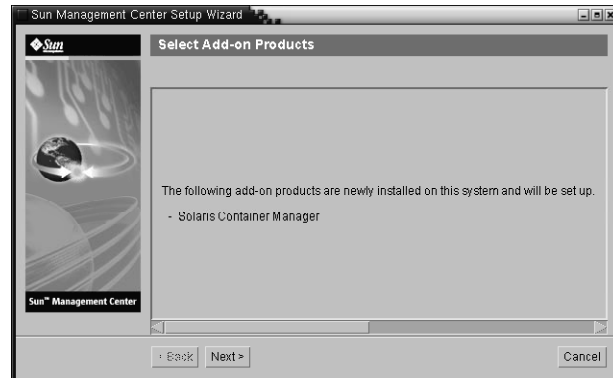 Sun Management Center Setup Wizard
Sun
Select Add-on Products
The following add-on products are newly installed on this system and will be set up.
- Solaris Container Manager
Sun™ Management Center
< Back
Next >
Cancel